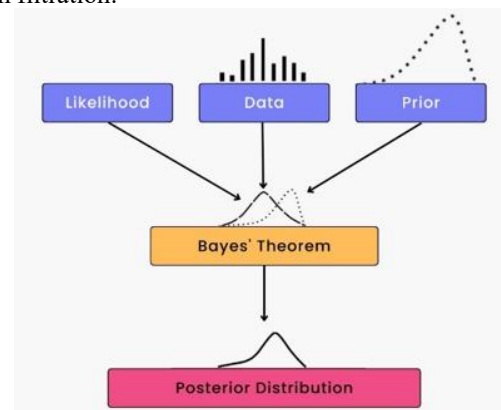 Likelihood
Data
Prior
Bayes' Theorem
Posterior Distribution